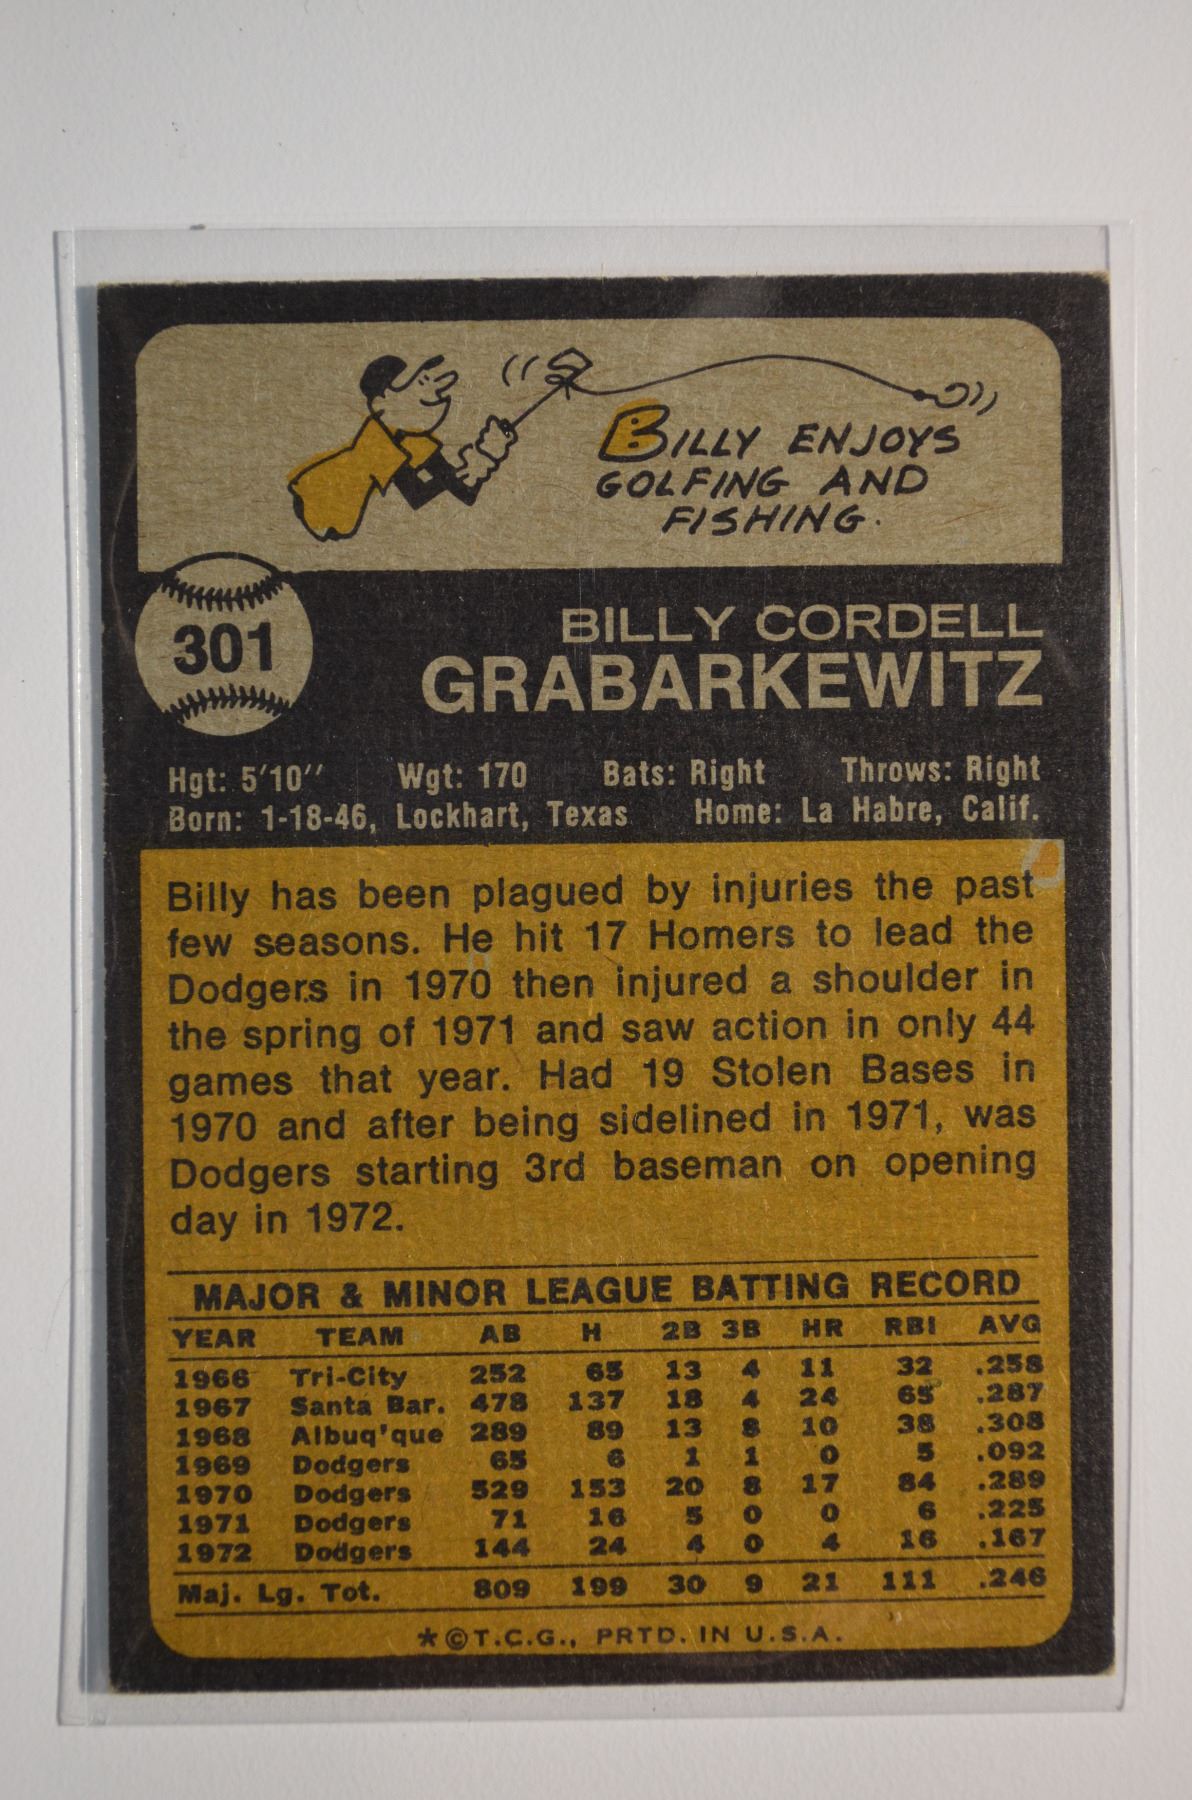 BILLY ENJOYS
GOLFING AND
FISHING.
301
BILLY CORDELL
GRABARKEWITZ
Hgt: 5'10" Wgt: 170 Bats: Right Throws: Right
Born: 1-18-46, Lockhart, Texas Home: La Habre, Calif.
Billy has been plagued by injuries the past
few seasons. He hit 17 Homers to lead the
Dodgers in 1970 then injured a shoulder in
the spring of 1971 and saw action in only 44
games that year. Had 19 Stolen Bases in
1970 and after being sidelined in 1971, was
Dodgers starting 3rd baseman on opening
day in 1972.
MAJOR & MINOR LEAGUE BATTING RECORD
YEAR TEAM AB H 2B 3B HR RBI AVG
1966 Tri-City 252 65 13 4 11 32 .258
1967 Santa Bar. 478 137 18 4 24 65 .287
1968 Albuq'que 289 89 13 8 10 38 .308
1969 Dodgers 65 6 1 1 0 5 .092
1970 Dodgers 529 153 20 8 17 84 .289
1971 Dodgers 71 16 5 0 0 6 .225
1972 Dodgers 144 24 4 0 4 16 .167
Maj. Lg. Tot. 809 199 30 9 21 111 .246
*©T.C.G., PRTD. IN U.S.A.